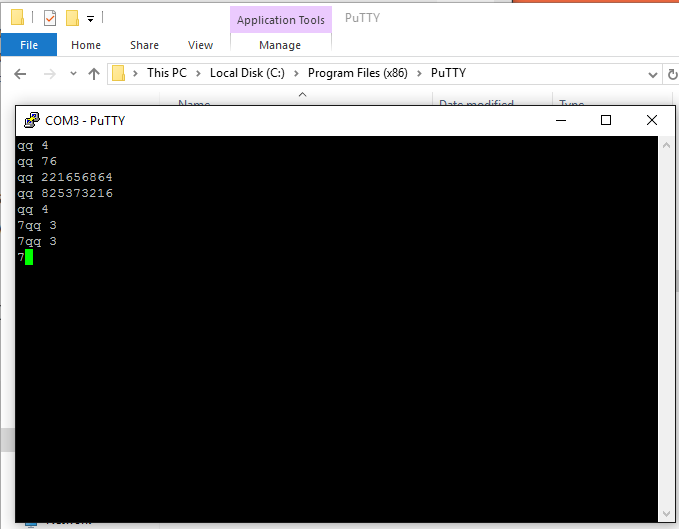 Application Tools PuTTY
File Home Share View Manage
This PC Local Disk (C:) Program Files (x86) PuTTY
Name Date modified Type
COM3 - PuTTY
qq 4
qq 76
qq 221656864
qq 825373216
qq 4
7qq 3
7qq 3
7
Network